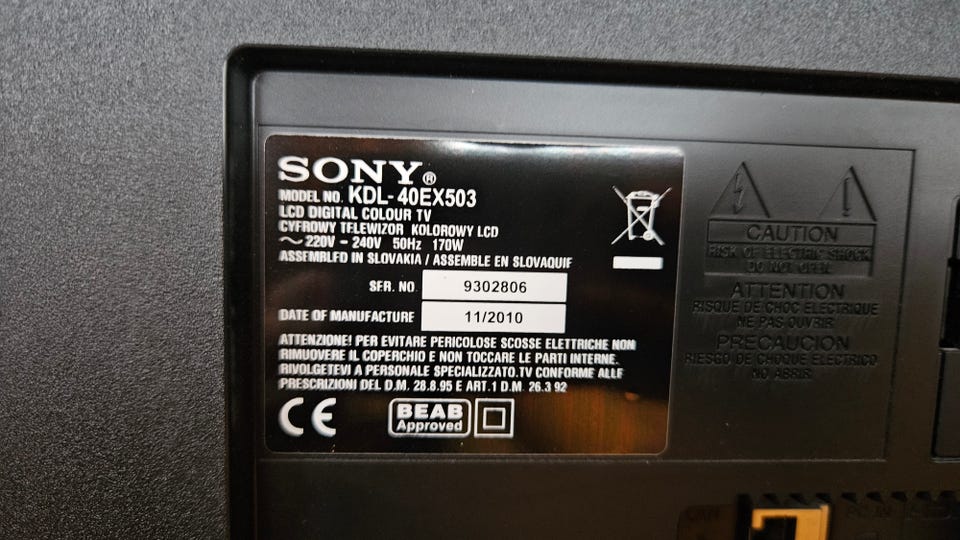 SONY®
MODEL NO. KDL-40EX503
LCD DIGITAL COLOUR TV
CYFROWY TELEWIZOR KOLOROWY LCD
~ 220V - 240V 50Hz 170W
ASSEMBLED IN SLOVAKIA / ASSEMBLE EN SLOVAQUIE
SER. NO. 9302806
DATE OF MANUFACTURE 11/2010
ATTENZIONE! PER EVITARE PERICOLOSE SCOSSE ELETTRICHE NON
RIMUOVERE IL COPERCHIO E NON TOCCARE LE PARTI INTERNE.
RIVOLGETEVI A PERSONALE SPECIALIZZATO.TV CONFORME ALLE
PRESCRIZIONI DEL D.M. 28.8.95 E ART.1 D.M. 26.3 92
CE
BEAB
Approved
CAUTION
RISK OF ELECTRIC SHOCK
DO NOT OPEN
ATTENTION
RISQUE DE CHOC ELECTRIQUE
NE PAS OUVRIR
PRECAUCION
RIESGO DE CHOQUE ELECTRICO
NO ABRIR